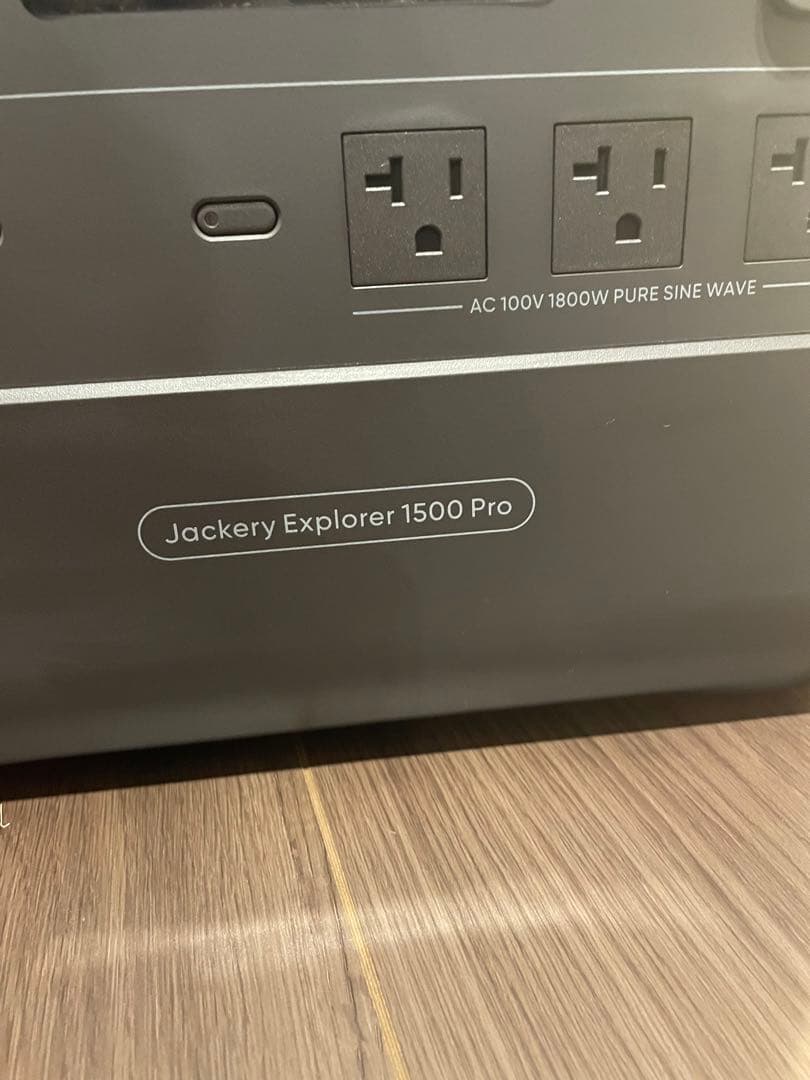 AC 100V 1800W PURE SINE WAVE
Jackery Explorer 1500 Pro